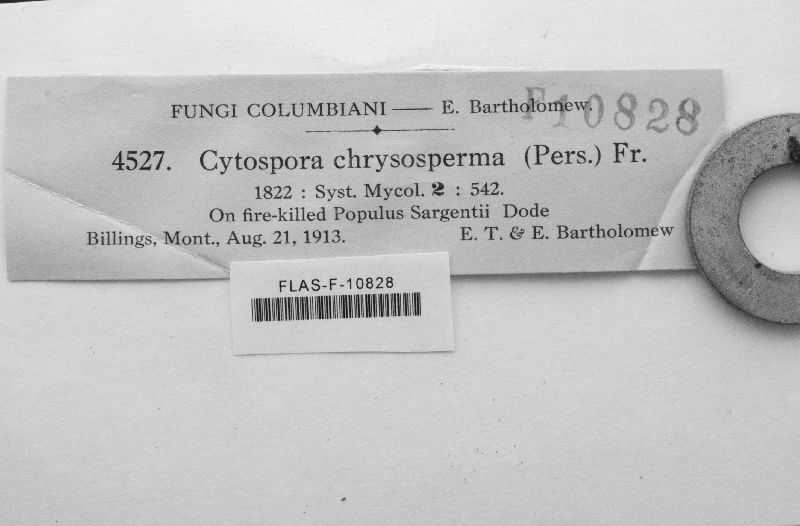 FUNGI COLUMBIANI — E. Bartholomew.
F10828
4527. Cytospora chrysosperma (Pers.) Fr.
1822 : Syst. Mycol. 2 : 542.
On fire-killed Populus Sargentii Dode
Billings, Mont., Aug. 21, 1913. E. T. & E. Bartholomew
FLAS-F-10828